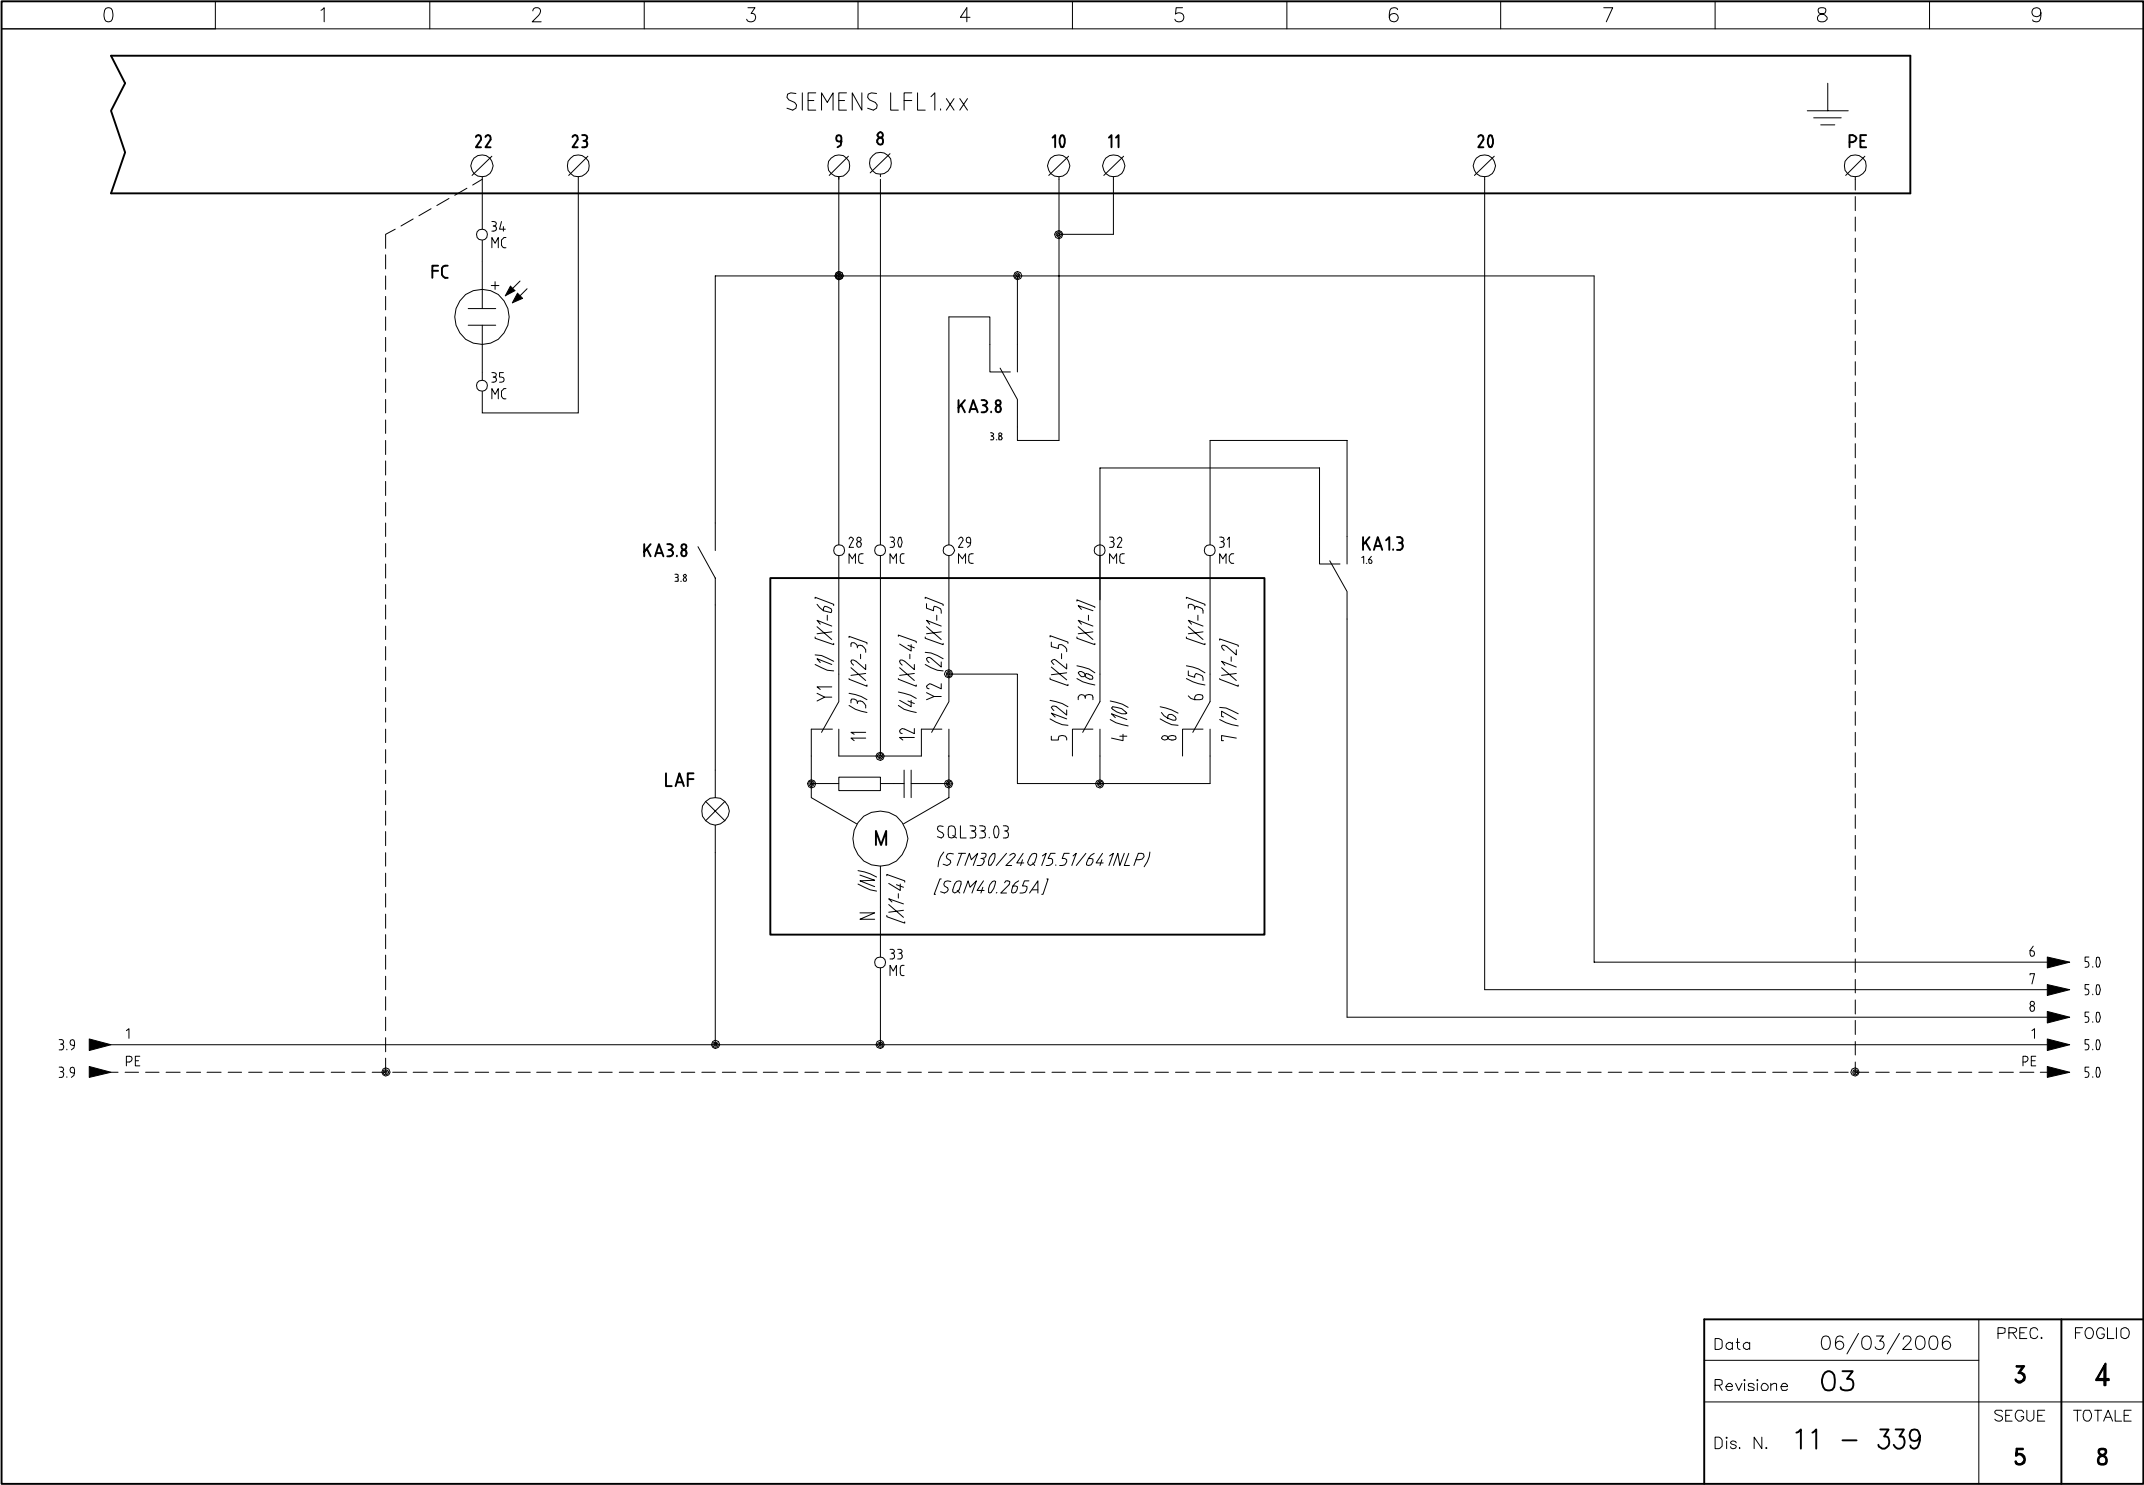 0 1 2 3 4 5 6 7 8 9
SIEMENS LFL1.xx
22 23 9 8 10 11 20 PE
34
MC
FC
+
35
MC
KA3.8
3.8
KA3.8
3.8
28
MC
30
MC
29
MC
32
MC
31
MC
KA1.3
1.6
Y1 (1) [X1-6]
11 (3) [X2-3]
12 (4) [X2-4]
Y2 (2) [X1-5]
5 (12) [X2-5]
3 (8) [X1-1]
4 (10)
8 (6)
6 (5) [X1-3]
7 (7) [X1-2]
LAF
M
SQL33.03
(STM30/24Q15.51/641NLP)
[SQM40.265A]
N (N)
[X1-4]
33
MC
6 5.0
7 5.0
8 5.0
3.9 1 1 5.0
3.9 PE PE 5.0
Data 06/03/2006
Revisione 03
Dis. N. 11 - 339
PREC.
3
FOGLIO
4
SEGUE
5
TOTALE
8